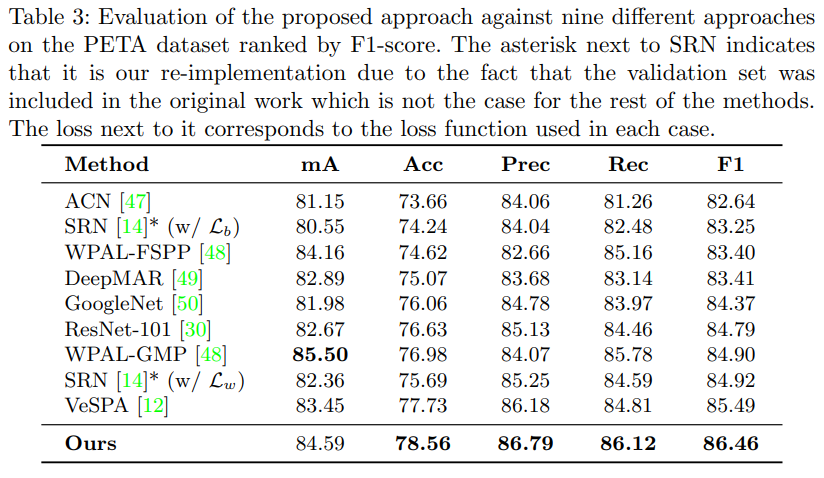 Table 3: Evaluation of the proposed approach against nine different approaches
on the PETA dataset ranked by F1-score. The asterisk next to SRN indicates
that it is our re-implementation due to the fact that the validation set was
included in the original work which is not the case for the rest of the methods.
The loss next to it corresponds to the loss function used in each case.
Method mA Acc Prec Rec F1
ACN [47] 81.15 73.66 84.06 81.26 82.64
SRN [14]* (w/ ℒb) 80.55 74.24 84.04 82.48 83.25
WPAL-FSPP [48] 84.16 74.62 82.66 85.16 83.40
DeepMAR [49] 82.89 75.07 83.68 83.14 83.41
GoogleNet [50] 81.98 76.06 84.78 83.97 84.37
ResNet-101 [30] 82.67 76.63 85.13 84.46 84.79
WPAL-GMP [48] 85.50 76.98 84.07 85.78 84.90
SRN [14]* (w/ ℒw) 82.36 75.69 85.25 84.59 84.92
VeSPA [12] 83.45 77.73 86.18 84.81 85.49
Ours 84.59 78.56 86.79 86.12 86.46